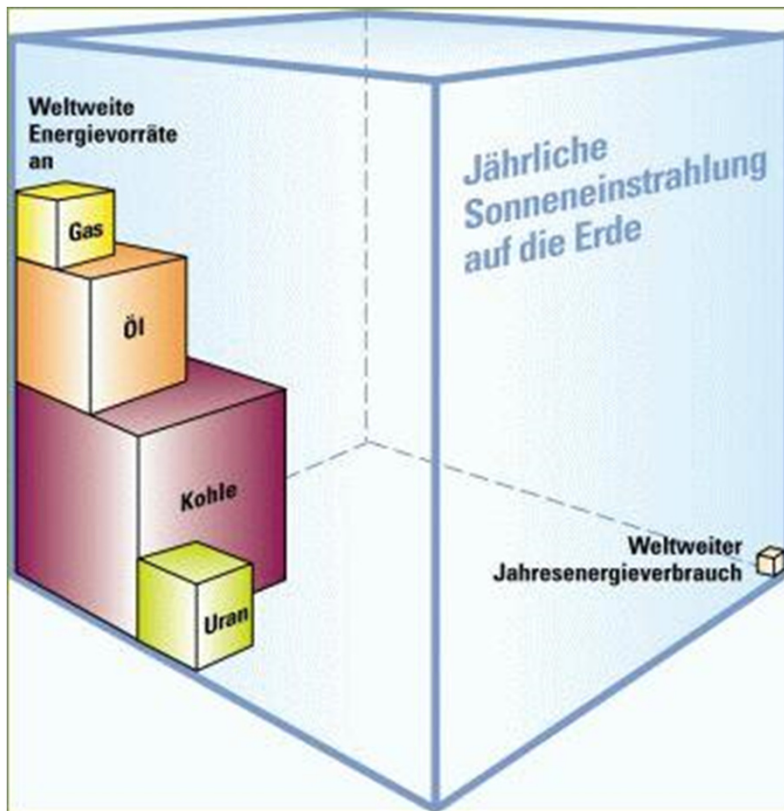 Weltweite
Energievorräte
an
Gas
Öl
Kohle
Uran
Jährliche
Sonneneinstrahlung
auf die Erde
Weltweiter
Jahresenergieverbrauch